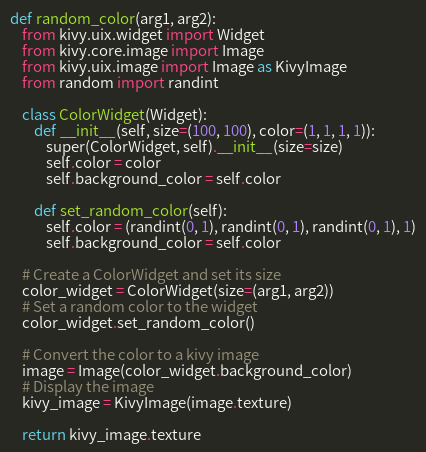 def random_color(arg1, arg2):
    from kivy.uix.widget import Widget
    from kivy.core.image import Image
    from kivy.uix.image import Image as KivyImage
    from random import randint

    class ColorWidget(Widget):
        def __init__(self, size=(100, 100), color=(1, 1, 1, 1)):
            super(ColorWidget, self).__init__(size=size)
            self.color = color
            self.background_color = self.color

        def set_random_color(self):
            self.color = (randint(0, 1), randint(0, 1), randint(0, 1), 1)
            self.background_color = self.color

    # Create a ColorWidget and set its size
    color_widget = ColorWidget(size=(arg1, arg2))
    # Set a random color to the widget
    color_widget.set_random_color()

    # Convert the color to a kivy image
    image = Image(color_widget.background_color)
    # Display the image
    kivy_image = KivyImage(image.texture)

    return kivy_image.texture